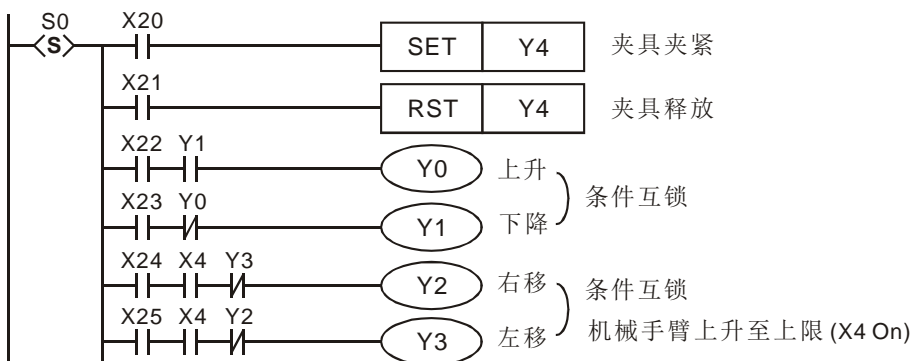 S0 X20
S SET Y4 夹具夹紧
X21
RST Y4 夹具释放
X22 Y1
Y0 上升
条件互锁
X23 Y0
Y1 下降
X24 X4 Y3
Y2 右移
条件互锁
X25 X4 Y2
Y3 左移
机械手臂上升至上限 (X4 On)